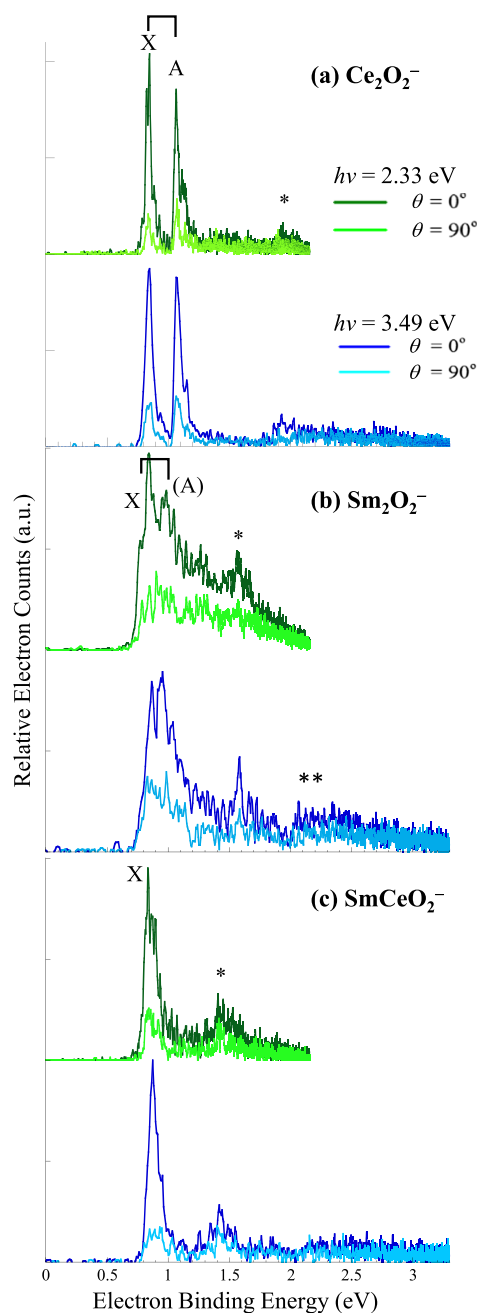 X
A
(a) Ce₂O₂⁻
*
hν = 2.33 eV
θ = 0°
θ = 90°
hν = 3.49 eV
θ = 0°
θ = 90°
X
(A)
(b) Sm₂O₂⁻
*
**
X
(c) SmCeO₂⁻
*
Relative Electron Counts (a.u.)
0 0.5 1 1.5 2 2.5 3
Electron Binding Energy (eV)